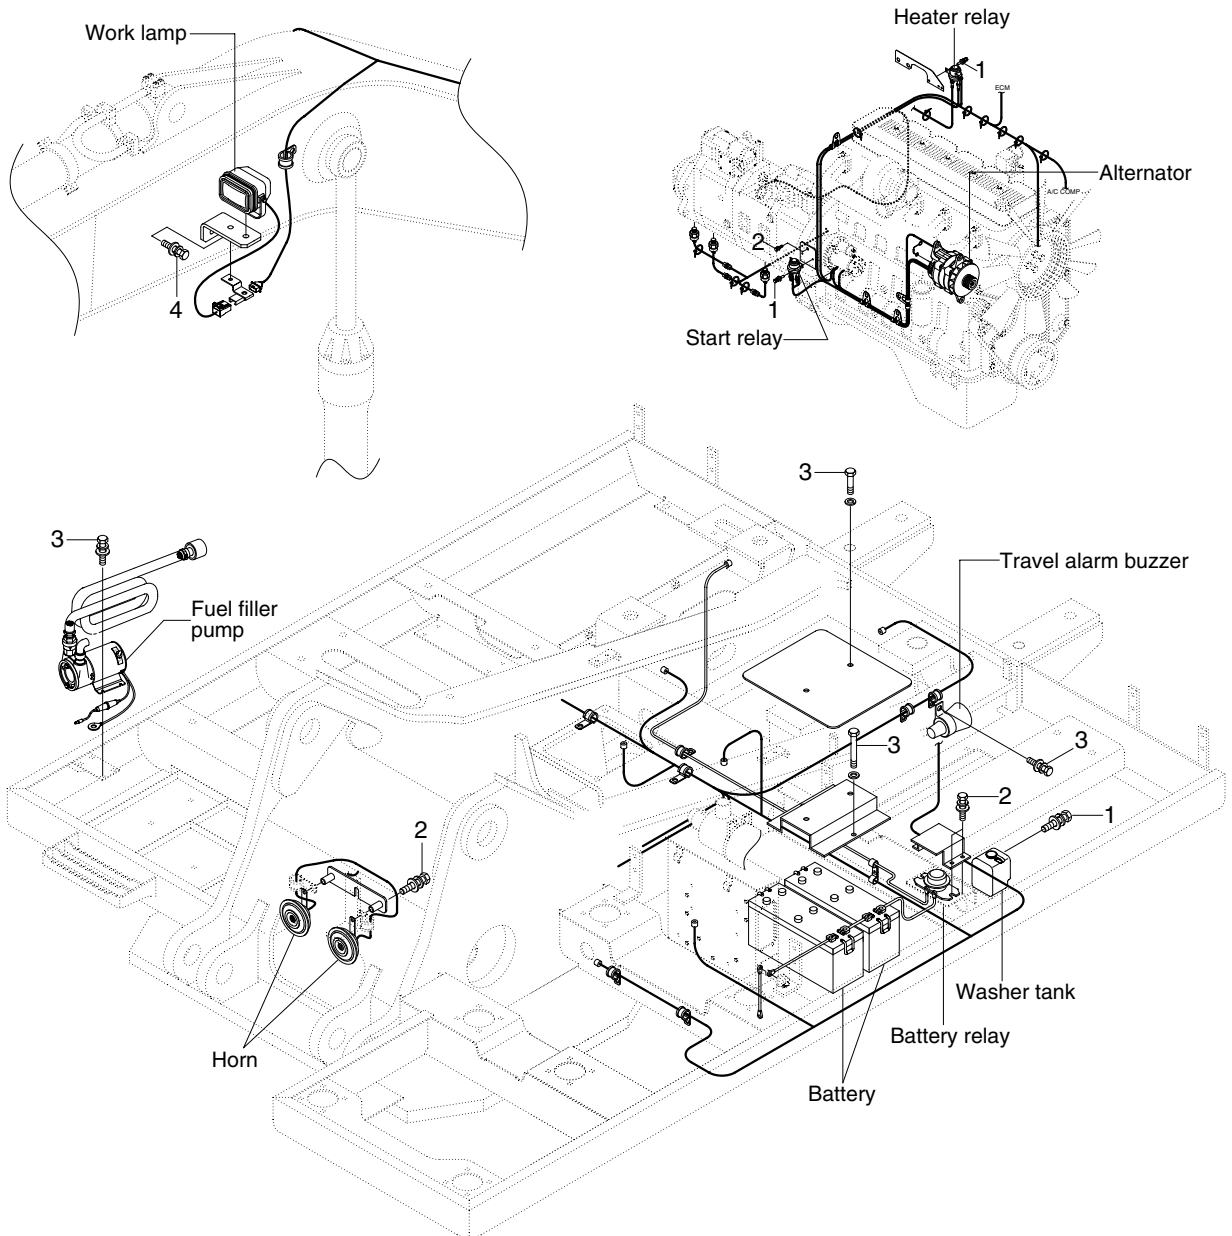 Heater relay
Work lamp
1
ECM
Alternator
A/C COMP
2
4
1
Start relay
3
3
Travel alarm buzzer
Fuel filler
pump
3
3
2
1
2
Washer tank
Battery relay
Horn
Battery